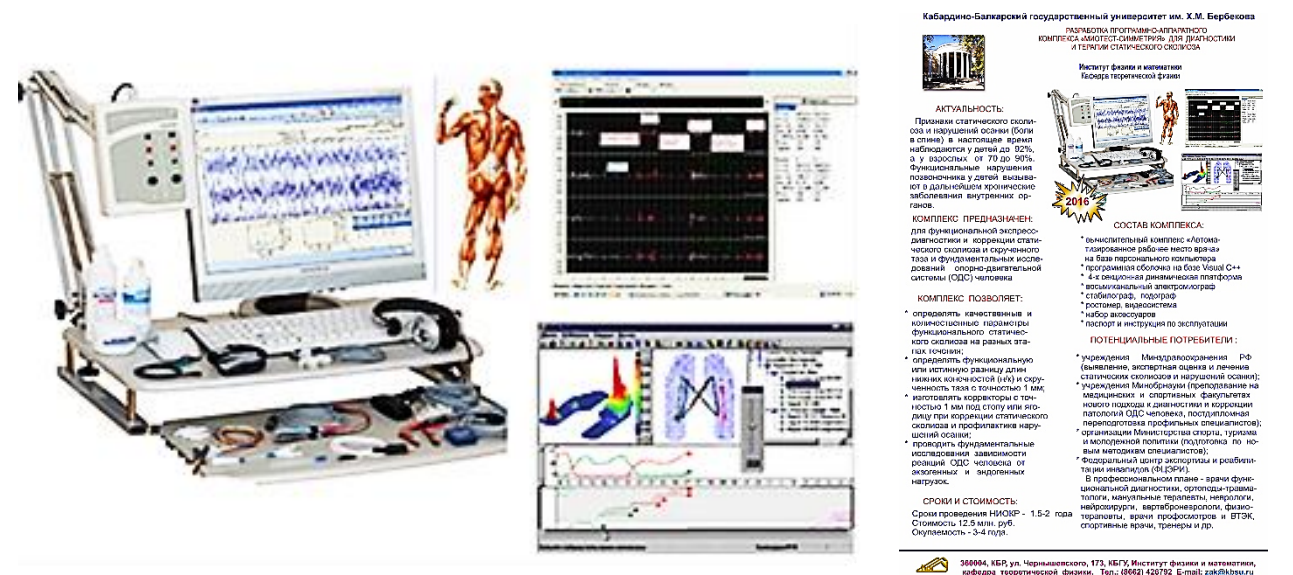 Кабардино-Балкарский государственный университет им. Х.М. Бербекова
РАЗРАБОТКА ПРОГРАММНО-АППАРАТНОГО
КОМПЛЕКСА «МИОТЕСТ-СИММЕТРИЯ» ДЛЯ ДИАГНОСТИКИ
И ТЕРАПИИ СТАТИЧЕСКОГО СКОЛИОЗА
Институт физики и математики
Кафедра теоретической физики
АКТУАЛЬНОСТЬ:
Признаки статического сколи-
оза и нарушений осанки (боли
в спине) в настоящее время
наблюдаются у детей до 92%,
а у взрослых от 70 до 90%.
Функциональные нарушения
позвоночника у детей вызыва-
ют в дальнейшем хронические
заболевания внутренних ор-
ганов.
КОМПЛЕКС ПРЕДНАЗНАЧЕН:
для функциональной экспресс-
диагностики и коррекции стати-
ческого сколиоза и скрученного
таза и фундаментальных иссле-
дований опорно-двигательной
системы (ОДС) человека
КОМПЛЕКС ПОЗВОЛЯЕТ:
* определять качественные и
количественные параметры
функционального статичес-
кого сколиоза на разных эта-
пах течения;
* определять функциональную
или истинную разницу длин
нижних конечностей (н/к) и скру-
ченность таза с точностью 1 мм;
* изготовлять корректоры с точ-
ностью 1 мм под стопу или яго-
дицу при коррекции статического
сколиоза и профилактике нару-
шений осанки;
* проводить фундаментальные
исследования зависимости
реакций ОДС человека от
экзогенных и эндогенных
нагрузок.
СРОКИ И СТОИМОСТЬ:
Сроки проведения НИОКР - 1.5-2 года
Стоимость 12.5 млн. руб.
Окупаемость - 3-4 года.
2016
СОСТАВ КОМПЛЕКСА:
* вычислительный комплекс «Автома-
тизированное рабочее место врача»
на базе персонального компьютера
* программная оболочка на базе Visual C++
* 4-х секционная динамическая платформа
* восьмиканальный электромиограф
* стабилограф, подограф
* ростомер, видеосистема
* набор аксессуаров
* паспорт и инструкция по эксплуатации
ПОТЕНЦИАЛЬНЫЕ ПОТРЕБИТЕЛИ :
* учреждения Минздравоохранения РФ
(выявление, экспертная оценка и лечение
статических сколиозов и нарушений осанки);
* учреждения Минобрнауки (преподавание на
медицинских и спортивных факультетах
нового подхода к диагностики и коррекции
патологий ОДС человека, постдипломная
переподготовка профильных специалистов);
* организации Министерства спорта, туризма
и молодежной политики (подготовка по но-
вым методикам специалистов);
* Федеральный центр экспертизы и реабили-
тации инвалидов (ФЦЭРИ).
В профессиональном плане - врачи функ-
циональной диагностики, ортопеды-травма-
тологи, мануальные терапевты, неврологи,
нейрохирурги, вертеброневрологи, физио-
терапевты, врачи профосмотров и ВТЭК,
спортивные врачи, тренеры и др.
360004, КБР, ул. Чернышевского, 173, КБГУ, Институт физики и математики,
кафедра теоретической физики. Тел.: (8662) 426792 E-mail: zak@kbsu.ru